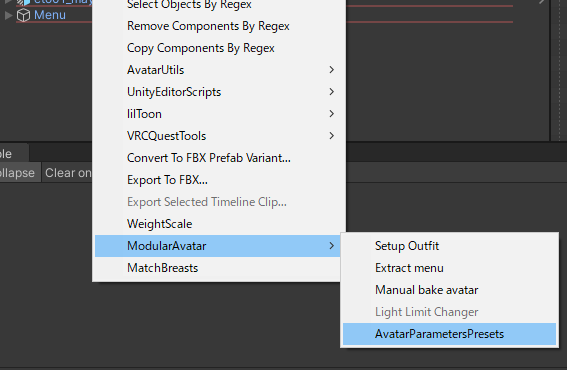 Select Objects By Regex
Menu
Remove Components By Regex
Copy Components By Regex
AvatarUtils
UnityEditorScripts
lilToon
VRCQuestTools
Convert To FBX Prefab Variant...
Export To FBX...
Collapse Clear on
Export Selected Timeline Clip...
WeightScale
ModularAvatar
MatchBreasts
Setup Outfit
Extract menu
Manual bake avatar
Light Limit Changer
AvatarParametersPresets